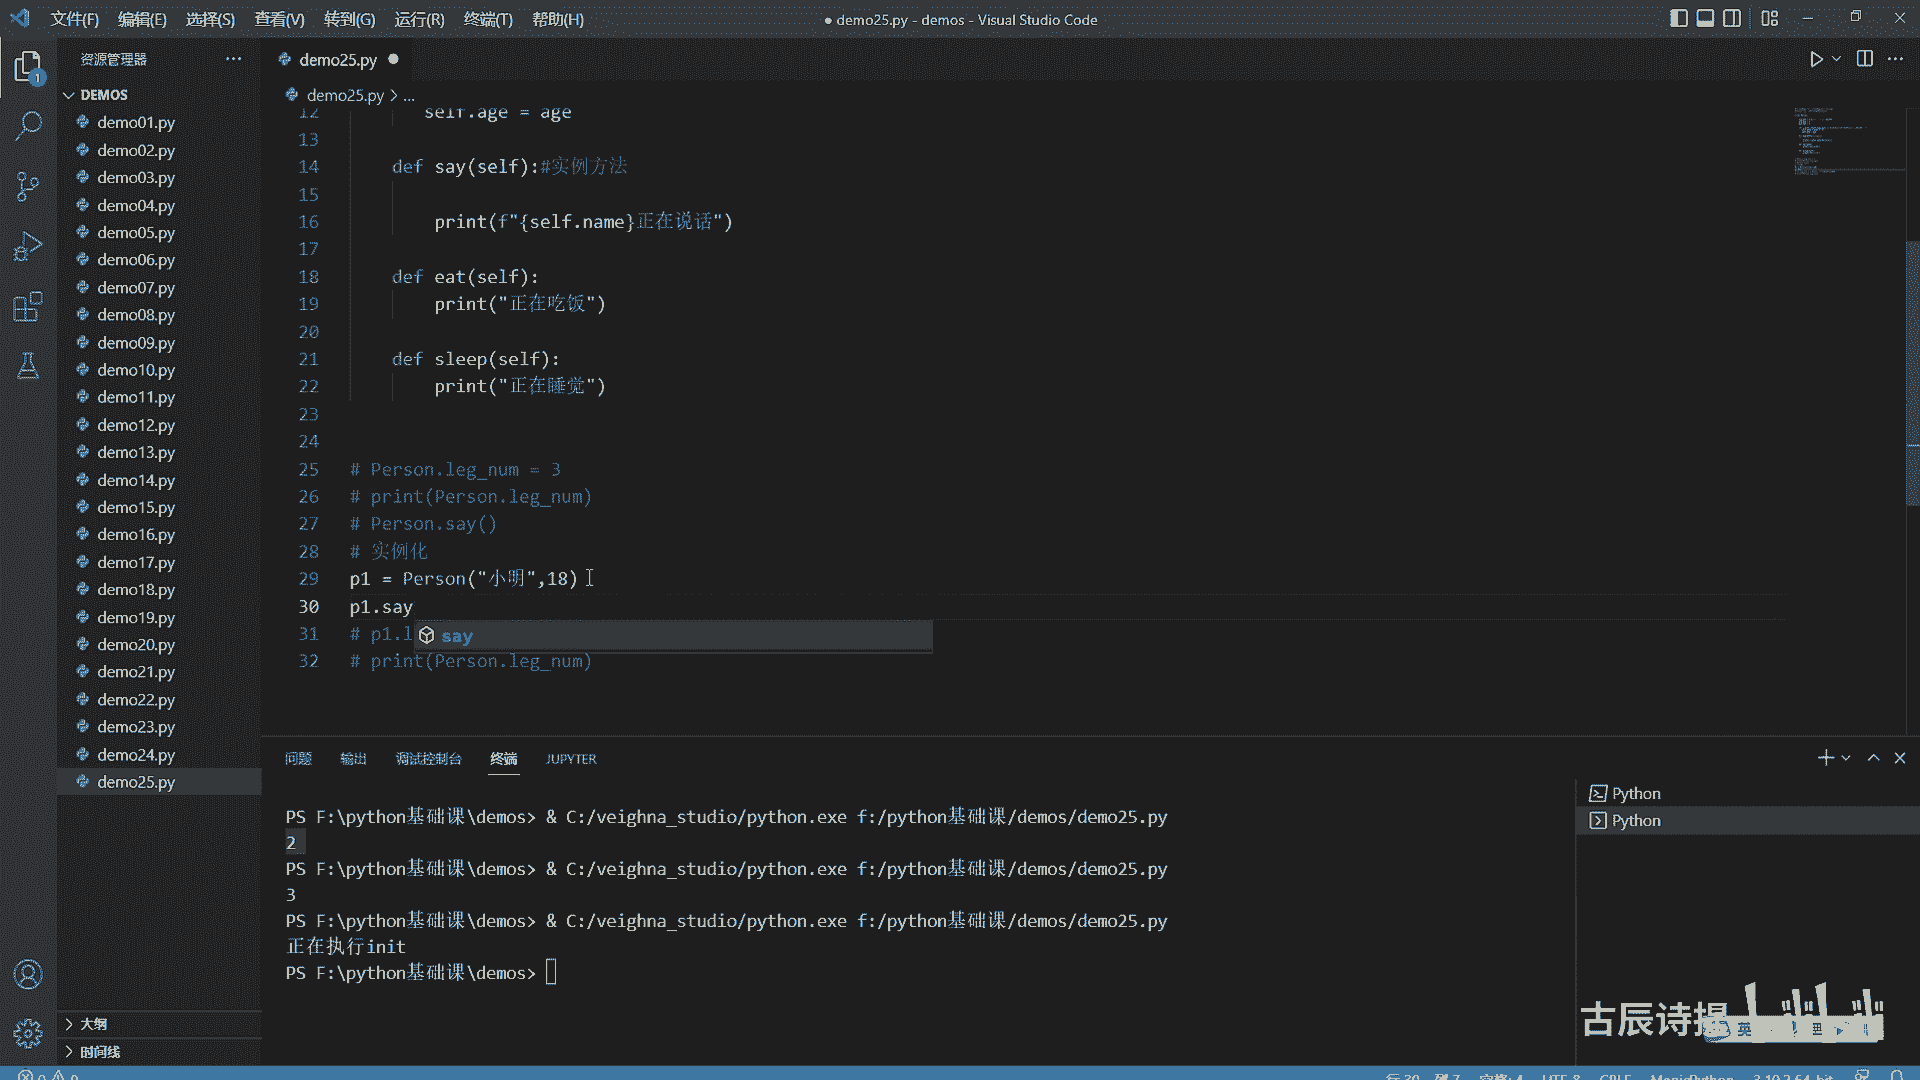 文件(F) 编辑(E) 选择(S) 查看(V) 转到(G) 运行(R) 终端(T) 帮助(H)
● demo25.py - demos - Visual Studio Code
资源管理器
DEMOS
demo01.py
demo02.py
demo03.py
demo04.py
demo05.py
demo06.py
demo07.py
demo08.py
demo09.py
demo10.py
demo11.py
demo12.py
demo13.py
demo14.py
demo15.py
demo16.py
demo17.py
demo18.py
demo19.py
demo20.py
demo21.py
demo22.py
demo23.py
demo24.py
demo25.py
大纲
时间线
1
demo25.py
demo25.py > ...
12 self.age = age
13
14 def say(self):#实例方法
15
16 print(f"{self.name}正在说话")
17
18 def eat(self):
19 print("正在吃饭")
20
21 def sleep(self):
22 print("正在睡觉")
23
24
25 # Person.leg_num = 3
26 # print(Person.leg_num)
27 # Person.say()
28 # 实例化
29 p1 = Person("小明",18)
30 p1.say
31 # p1.l
say
32 # print(Person.leg_num)
问题 输出 调试控制台 终端 JUPYTER
PS F:\python基础课\demos> & C:/veighna_studio/python.exe f:/python基础课/demos/demo25.py
2
PS F:\python基础课\demos> & C:/veighna_studio/python.exe f:/python基础课/demos/demo25.py
3
PS F:\python基础课\demos> & C:/veighna_studio/python.exe f:/python基础课/demos/demo25.py
正在执行init
PS F:\python基础课\demos>
Python
Python
古辰诗提
英